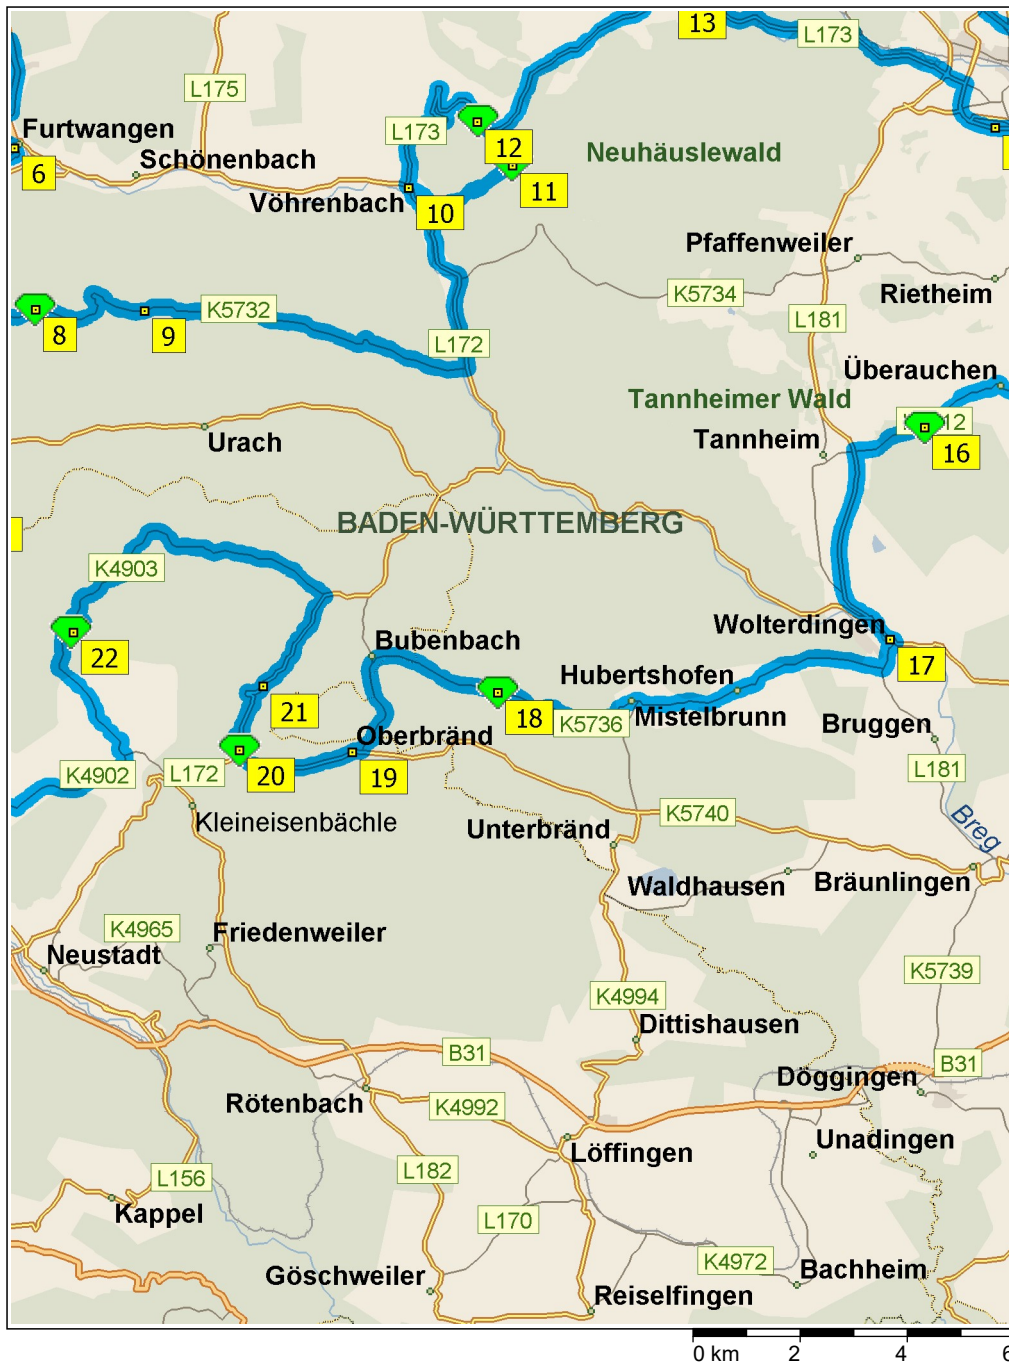 13
L173
L175
Furtwangen
L173
12
Neuhäuslewald
6
Schönenbach
11
Vöhrenbach
10
Pfaffenweiler
K5734
Rietheim
8
9
K5732
L181
L172
Überauchen
Tannheimer Wald
Urach
Tannheim
16
BADEN-WÜRTTEMBERG
K4903
Wolterdingen
22
Bubenbach
17
Hubertshofen
21
18
Mistelbrunn
K5736
Bruggen
Oberbränd
19
K4902
L172
20
L181
Kleineisenbächle
Unterbränd
K5740
Breg
Waldhausen
Bräunlingen
K4965
Friedenweiler
Neustadt
K5739
K4994
Dittishausen
B31
B31
Döggingen
Rötenbach
K4992
Unadingen
Löffingen
L156
L182
Kappel
L170
K4972
Göschweiler
Bachheim
Reiselfingen
0 km 2 4 6